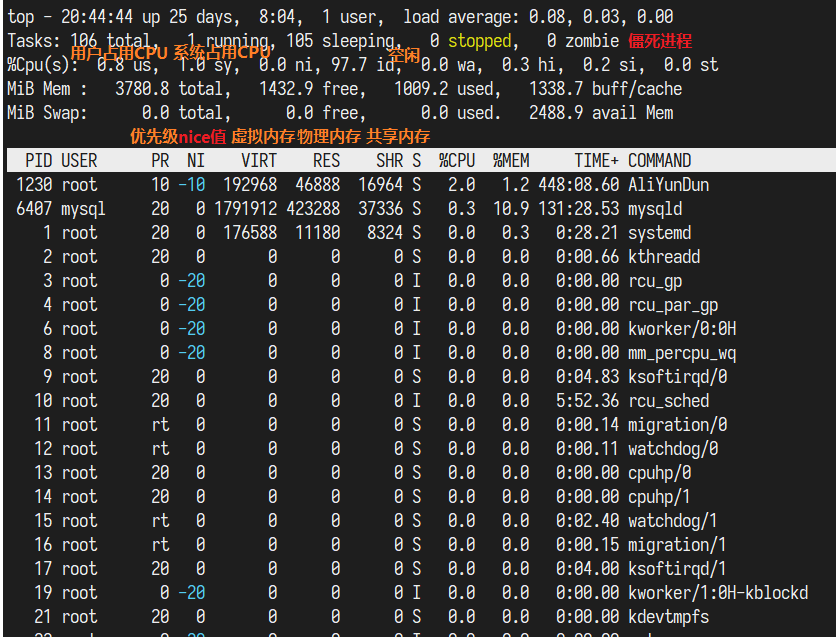 top - 20:44:44 up 25 days,  8:04,  1 user,  load average: 0.08, 0.03, 0.00
Tasks: 106 total,   1 running, 105 sleeping,   0 stopped,   0 zombie 僵死进程
用户占用CPU 系统占用CPU 空闲
%Cpu(s):  0.8 us,  1.0 sy,  0.0 ni, 97.7 id,  0.0 wa,  0.3 hi,  0.2 si,  0.0 st
MiB Mem :   3780.8 total,   1432.9 free,   1009.2 used,   1338.7 buff/cache
MiB Swap:      0.0 total,      0.0 free,      0.0 used.   2488.9 avail Mem
优先级nice值 虚拟内存 物理内存 共享内存
PID USER      PR  NI    VIRT    RES    SHR S  %CPU  %MEM     TIME+ COMMAND
1230 root      10 -10  192968  46888  16964 S   2.0   1.2 448:08.60 AliYunDun
6407 mysql     20   0 1791912 423288  37336 S   0.3  10.9 131:28.53 mysqld
1 root      20   0  176588  11180   8324 S   0.0   0.3   0:28.21 systemd
2 root      20   0       0      0      0 S   0.0   0.0   0:00.66 kthreadd
3 root       0 -20       0      0      0 I   0.0   0.0   0:00.00 rcu_gp
4 root       0 -20       0      0      0 I   0.0   0.0   0:00.00 rcu_par_gp
6 root       0 -20       0      0      0 I   0.0   0.0   0:00.00 kworker/0:0H
8 root       0 -20       0      0      0 I   0.0   0.0   0:00.00 mm_percpu_wq
9 root      20   0       0      0      0 S   0.0   0.0   0:04.83 ksoftirqd/0
10 root      20   0       0      0      0 I   0.0   0.0   5:52.36 rcu_sched
11 root      rt   0       0      0      0 S   0.0   0.0   0:00.14 migration/0
12 root      rt   0       0      0      0 S   0.0   0.0   0:00.11 watchdog/0
13 root      20   0       0      0      0 S   0.0   0.0   0:00.00 cpuhp/0
14 root      20   0       0      0      0 S   0.0   0.0   0:00.00 cpuhp/1
15 root      rt   0       0      0      0 S   0.0   0.0   0:02.40 watchdog/1
16 root      rt   0       0      0      0 S   0.0   0.0   0:00.15 migration/1
17 root      20   0       0      0      0 S   0.0   0.0   0:04.00 ksoftirqd/1
19 root       0 -20       0      0      0 I   0.0   0.0   0:00.00 kworker/1:0H-kblockd
21 root      20   0       0      0      0 S   0.0   0.0   0:00.00 kdevtmpfs